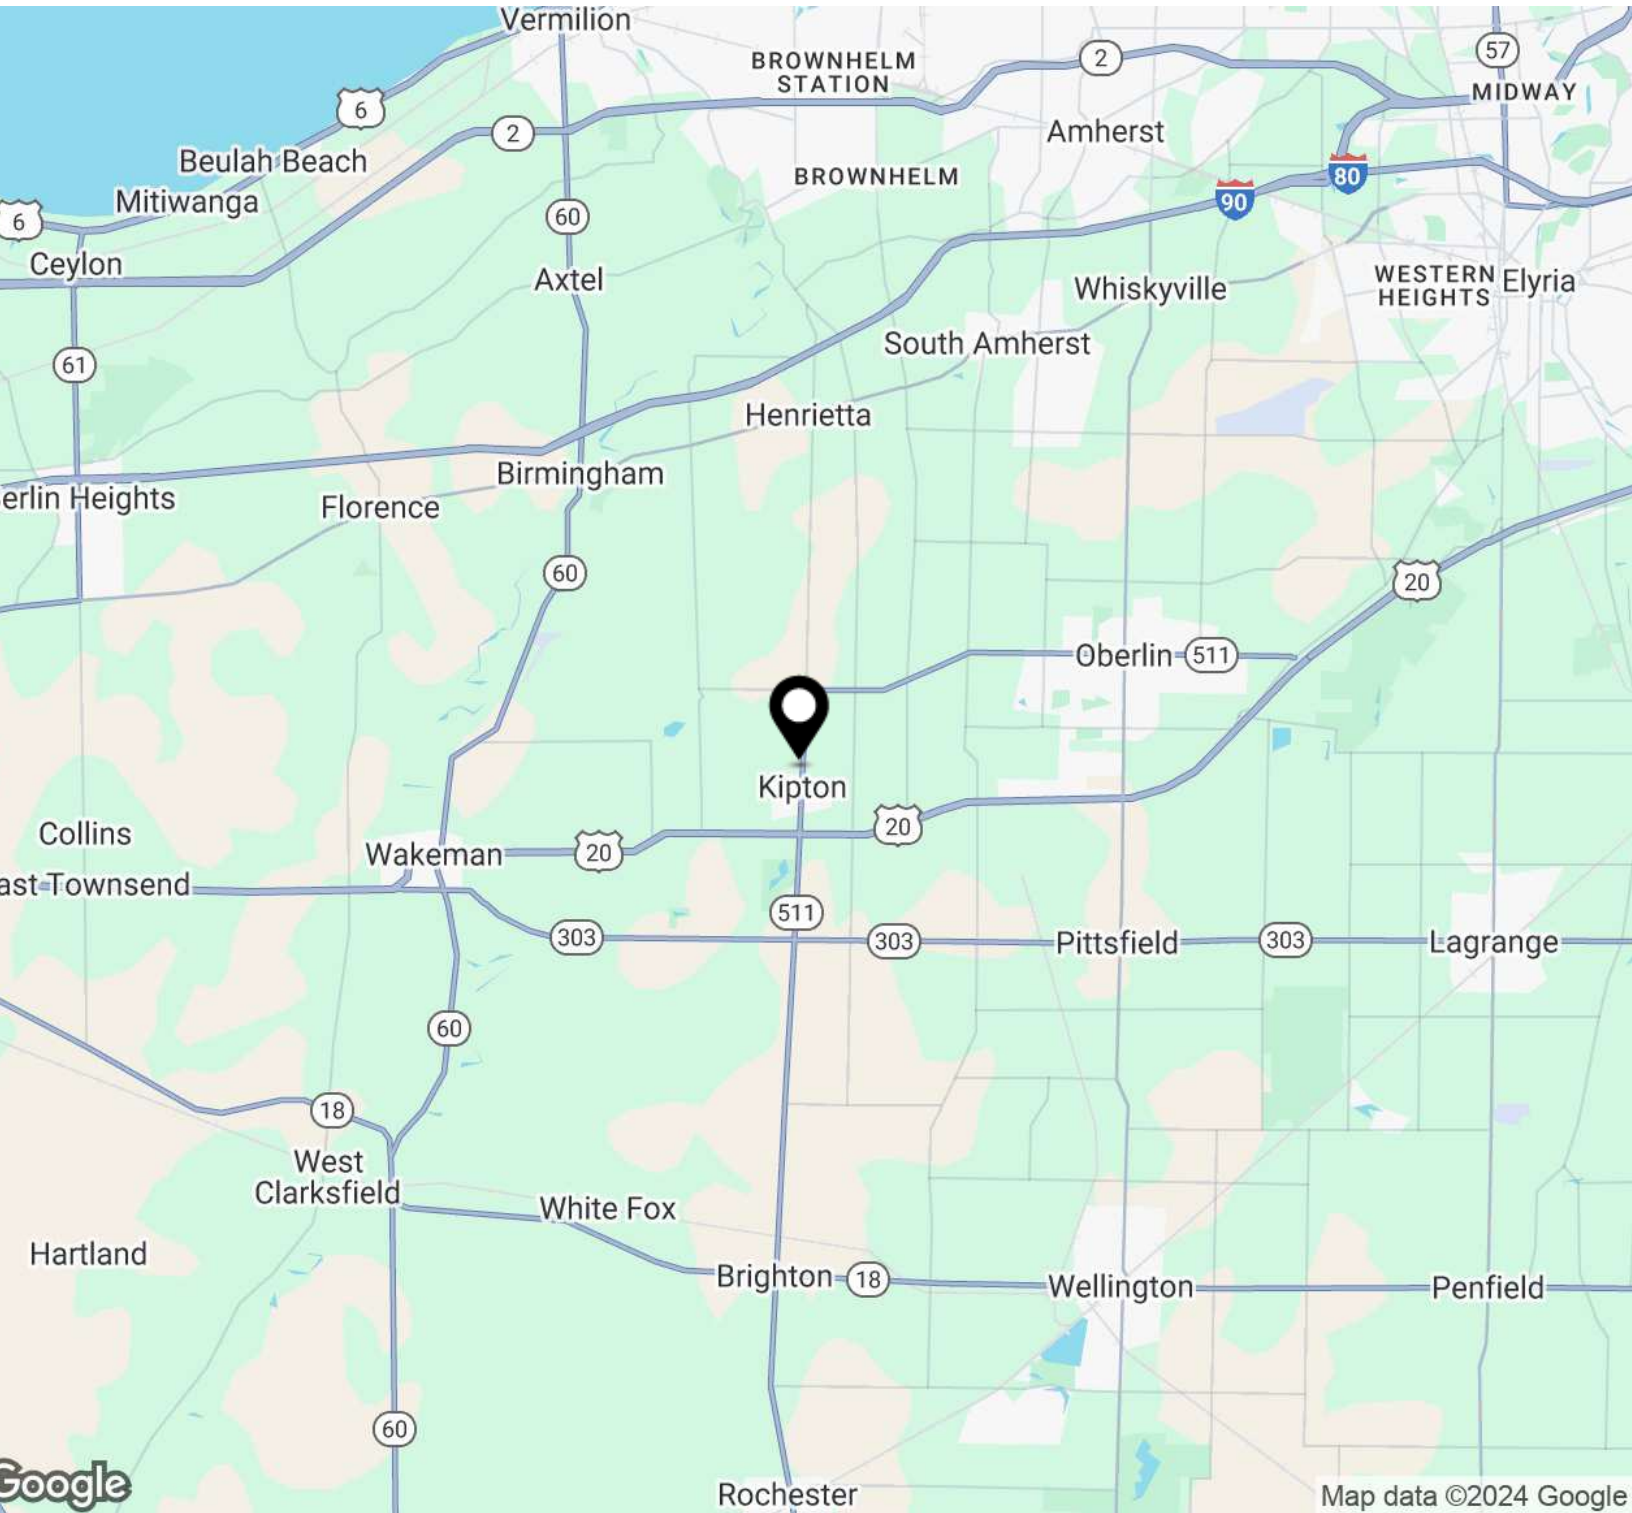 Vermilion
BROWNHELM
STATION
2
57
MIDWAY
6
2
Amherst
Beulah Beach
BROWNHELM
80
90
Mitiwanga
6
60
Ceylon
Axtel
Whiskyville
WESTERN
HEIGHTS
Elyria
South Amherst
61
Henrietta
Birmingham
erlin Heights
Florence
60
20
Oberlin
511
Kipton
20
Collins
Wakeman
20
ast Townsend
511
303
303
Pittsfield
303
Lagrange
60
18
West
Clarksfield
White Fox
Hartland
Brighton
18
Wellington
Penfield
60
Google
Rochester
Map data ©2024 Google